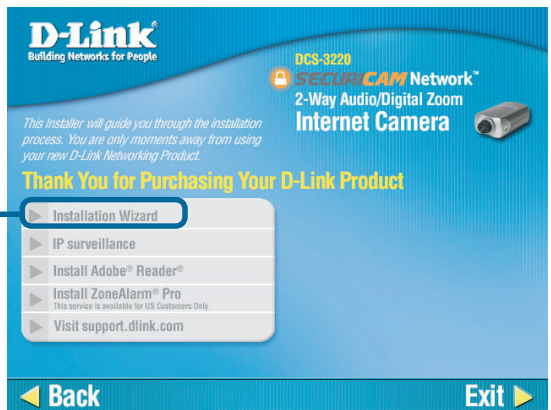 D-Link®
Building Networks for People
DCS-3220
SECURICAM Network™
2-Way Audio/Digital Zoom
Internet Camera
This Installer will guide you through the installation
process. You are only moments away from using
your new D-Link Networking Product.
Thank You for Purchasing Your D-Link Product
Installation Wizard
IP surveillance
Install Adobe® Reader®
Install ZoneAlarm® Pro
This service is available for US Customers Only
Visit support.dlink.com
Back
Exit